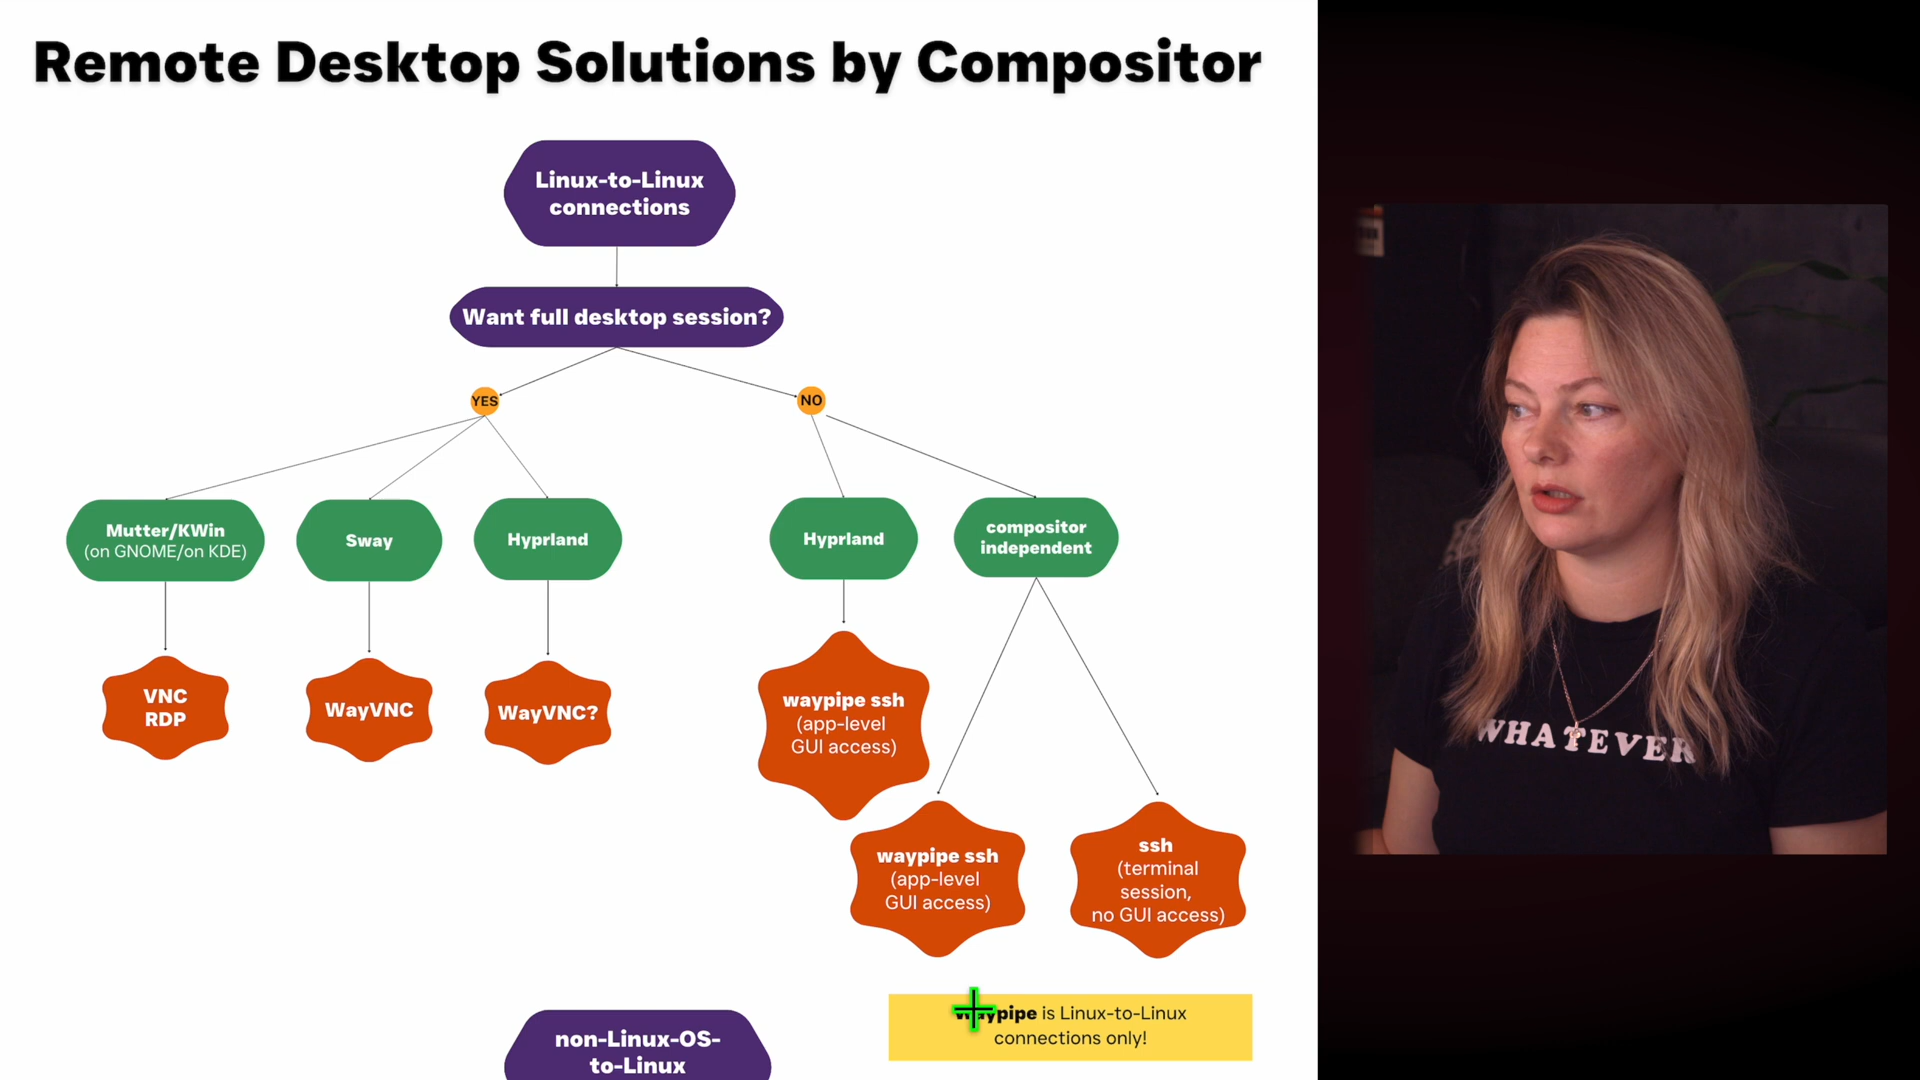 Remote Desktop Solutions by Compositor
Linux-to-Linux
connections
Want full desktop session?
YES
NO
Mutter/KWin
(on GNOME/on KDE)
Sway
Hyprland
Hyprland
compositor
independent
VNC
RDP
WayVNC
WayVNC?
waypipe ssh
(app-level
GUI access)
waypipe ssh
(app-level
GUI access)
ssh
(terminal
session,
no GUI access)
waypipe is Linux-to-Linux
connections only!
non-Linux-OS-
to-Linux
WHATEVER